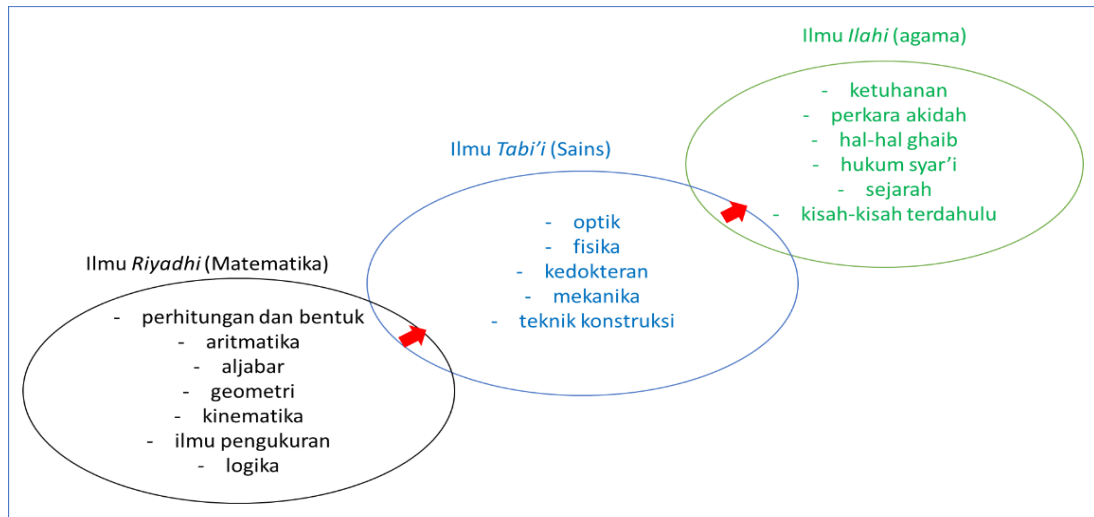 Ilmu Ilahi (agama)
- ketuhanan
- perkara akidah
- hal-hal ghaib
- hukum syar’i
- sejarah
- kisah-kisah terdahulu
Ilmu Tabi’i (Sains)
- optik
- fisika
- kedokteran
- mekanika
- teknik konstruksi
Ilmu Riyadhi (Matematika)
- perhitungan dan bentuk
- aritmatika
- aljabar
- geometri
- kinematika
- ilmu pengukuran
- logika